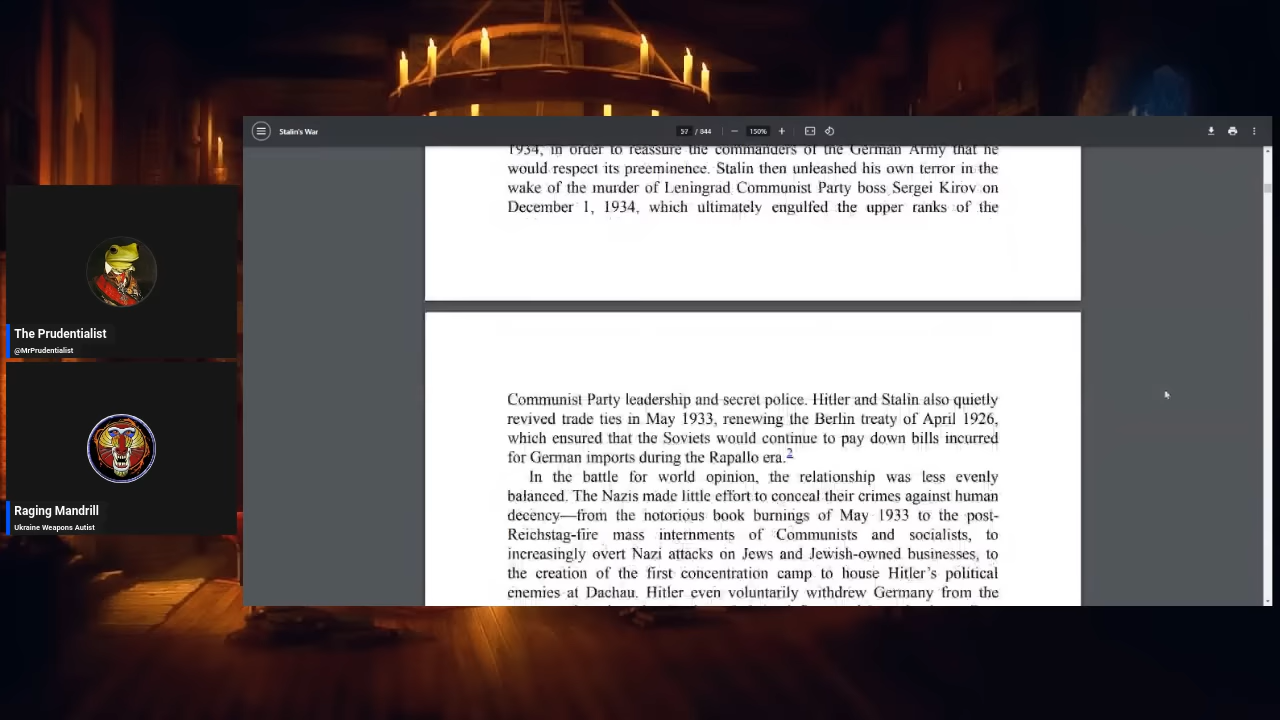 Stalin's War
57 / 844
150%
1934, in order to reassure the commanders of the German Army that he
would respect its preeminence. Stalin then unleashed his own terror in the
wake of the murder of Leningrad Communist Party boss Sergei Kirov on
December 1, 1934, which ultimately engulfed the upper ranks of the
Communist Party leadership and secret police. Hitler and Stalin also quietly
revived trade ties in May 1933, renewing the Berlin treaty of April 1926,
which ensured that the Soviets would continue to pay down bills incurred
for German imports during the Rapallo era.2
In the battle for world opinion, the relationship was less evenly
balanced. The Nazis made little effort to conceal their crimes against human
decency—from the notorious book burnings of May 1933 to the post-
Reichstag-fire mass internments of Communists and socialists, to
increasingly overt Nazi attacks on Jews and Jewish-owned businesses, to
the creation of the first concentration camp to house Hitler's political
enemies at Dachau. Hitler even voluntarily withdrew Germany from the
The Prudentialist
@MrPrudentialist
Raging Mandrill
Ukraine Weapons Autist